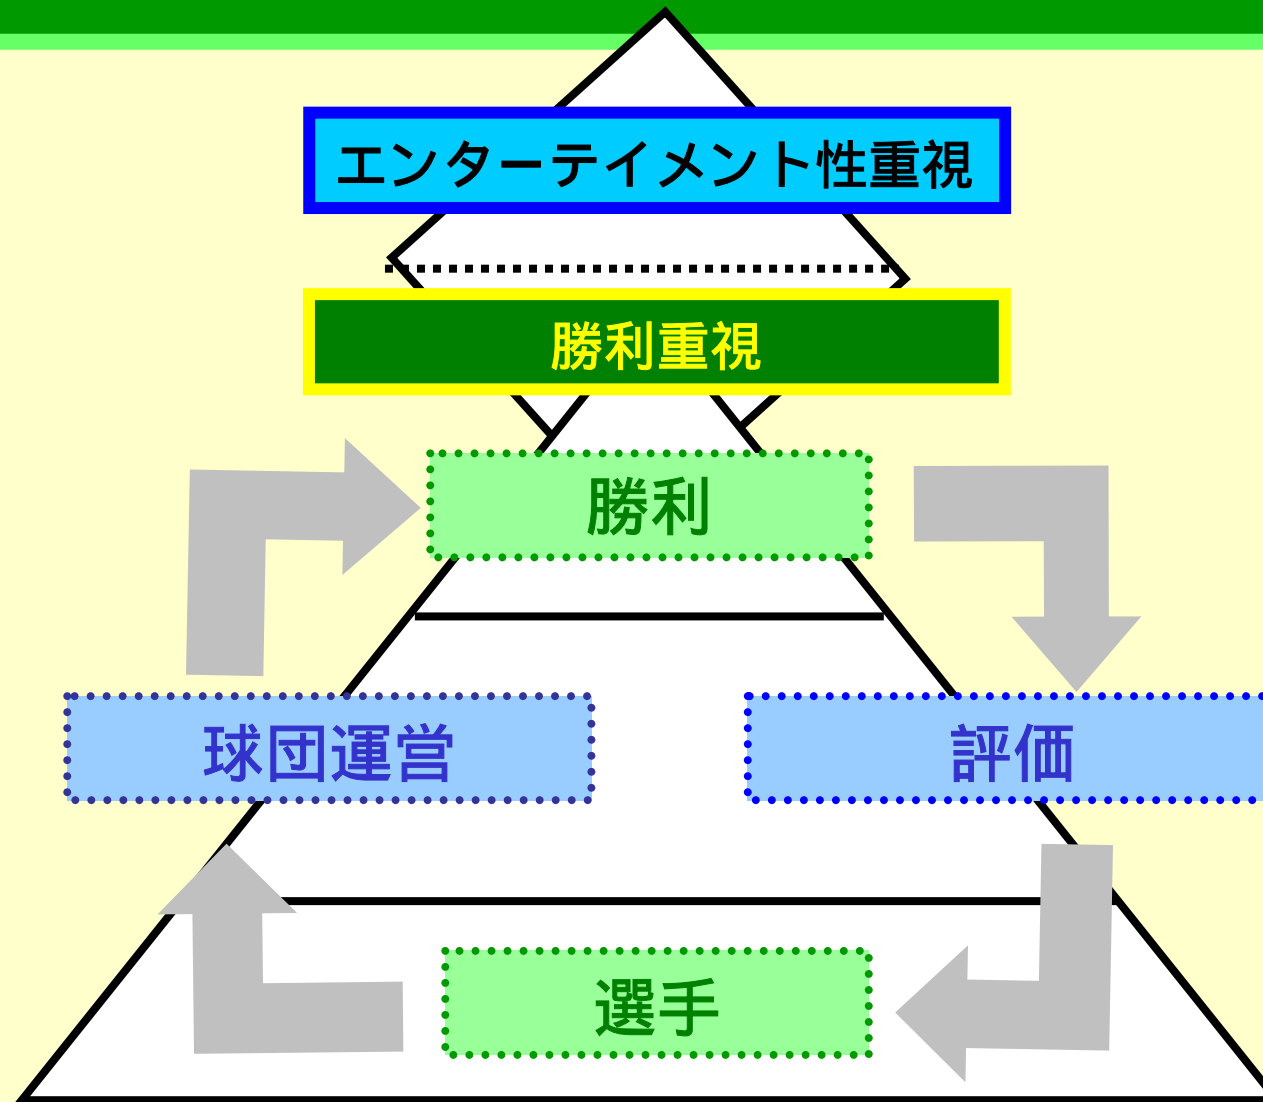 エンターテイメント性重視
勝利重視
勝利
球団運営
評価
選手